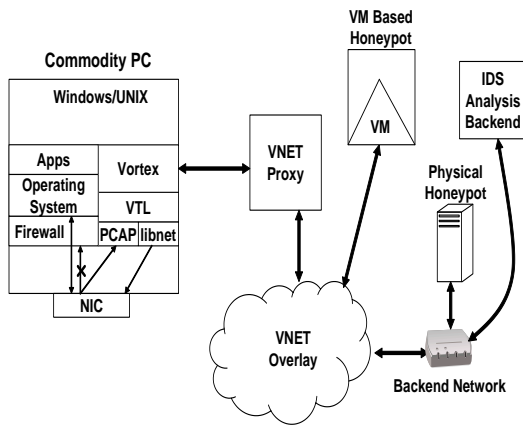 Commodity PC
Windows/UNIX
Apps
Operating
System
Firewall
Vortex
VTL
PCAP
libnet
NIC
VNET
Proxy
VM Based
Honeypot
VM
IDS
Analysis
Backend
Physical
Honeypot
VNET
Overlay
Backend Network